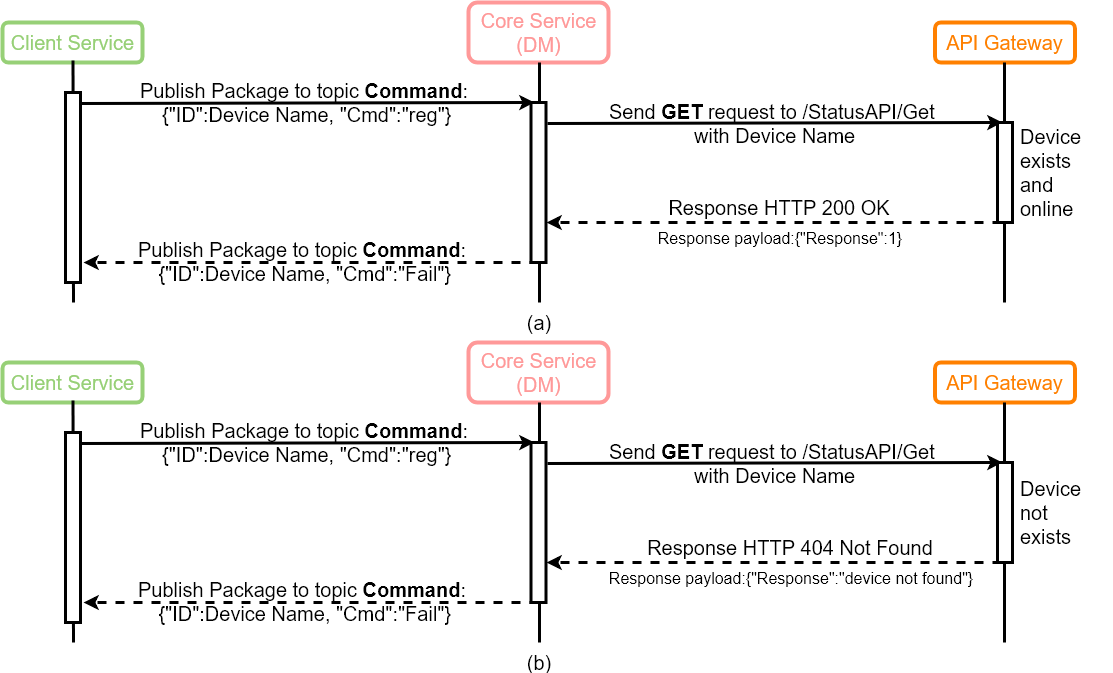 Client Service
Core Service
(DM)
API Gateway
Publish Package to topic Command:
{"ID":Device Name, "Cmd":"reg"}
Send GET request to /StatusAPI/Get
with Device Name
Device
exists
and
online
Response HTTP 200 OK
Response payload:{"Response":1}
Publish Package to topic Command:
{"ID":Device Name, "Cmd":"Fail"}
(a)
Client Service
Core Service
(DM)
API Gateway
Publish Package to topic Command:
{"ID":Device Name, "Cmd":"reg"}
Send GET request to /StatusAPI/Get
with Device Name
Device
not
exists
Response HTTP 404 Not Found
Response payload:{"Response":"device not found"}
Publish Package to topic Command:
{"ID":Device Name, "Cmd":"Fail"}
(b)